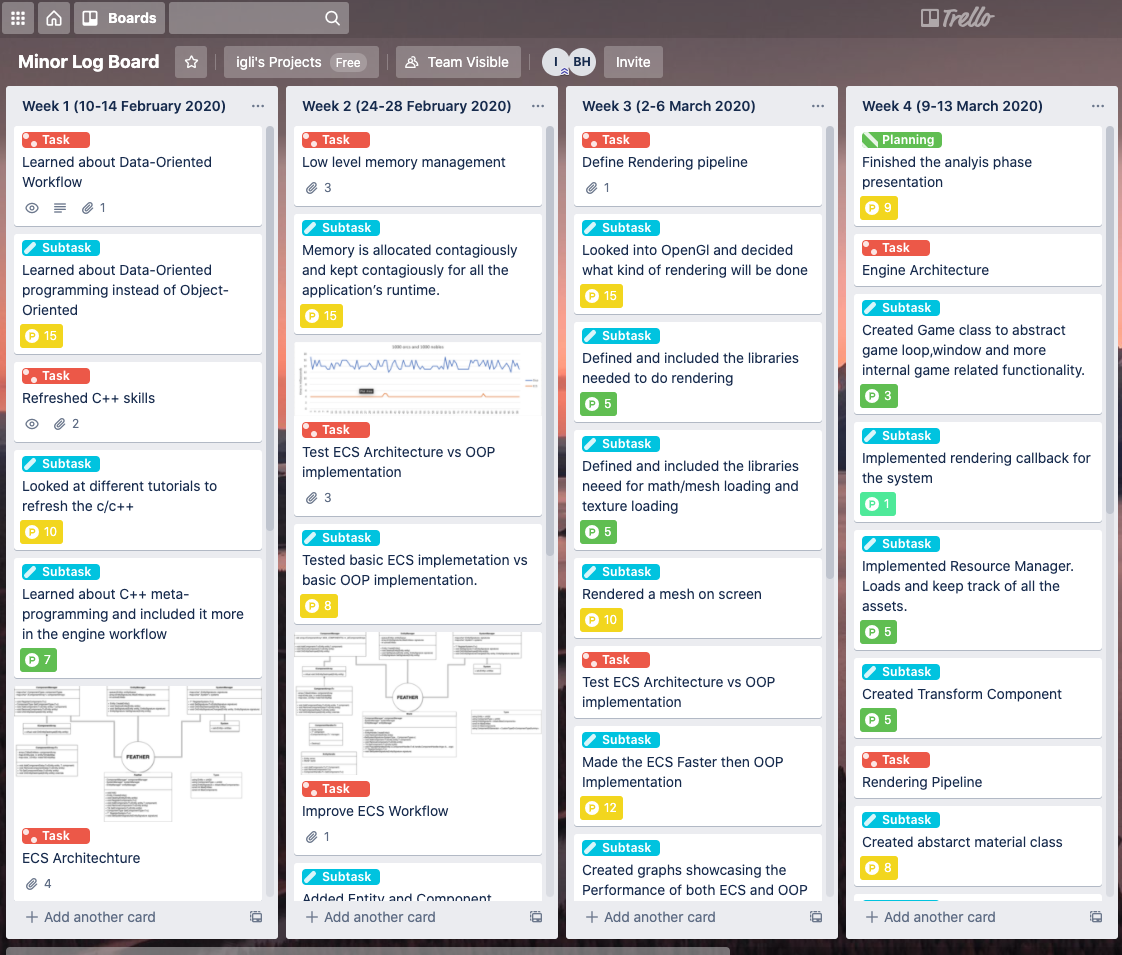 Boards
Trello
Minor Log Board
igli's Projects
Free
Team Visible
I
BH
Invite
Week 1 (10-14 February 2020)
Task
Learned about Data-Oriented
Workflow
1
Subtask
Learned about Data-Oriented
programming instead of Object-
Oriented
P 15
Task
Refreshed C++ skills
2
Subtask
Looked at different tutorials to
refresh the c/c++
P 10
Subtask
Learned about C++ meta-
programming and included it more
in the engine workflow
P 7
FEATHER
Task
ECS Architechture
4
+ Add another card
Week 2 (24-28 February 2020)
Task
Low level memory management
3
Subtask
Memory is allocated contagiously
and kept contagiously for all the
application's runtime.
P 15
Task
Test ECS Architecture vs OOP
implementation
3
Subtask
Tested basic ECS implemetation vs
basic OOP implementation.
P 8
FEATHER
Task
Improve ECS Workflow
1
Subtask
Added Entity and Component
+ Add another card
Week 3 (2-6 March 2020)
Task
Define Rendering pipeline
1
Subtask
Looked into OpenGl and decided
what kind of rendering will be done
P 15
Subtask
Defined and included the libraries
needed to do rendering
P 5
Subtask
Defined and included the libraries
neeed for math/mesh loading and
texture loading
P 5
Subtask
Rendered a mesh on screen
P 10
Task
Test ECS Architecture vs OOP
implementation
Subtask
Made the ECS Faster then OOP
Implementation
P 12
Subtask
Created graphs showcasing the
Performance of both ECS and OOP
+ Add another card
Week 4 (9-13 March 2020)
Planning
Finished the analyis phase
presentation
P 9
Task
Engine Architecture
Subtask
Created Game class to abstract
game loop,window and more
internal game related functionality.
P 3
Subtask
Implemented rendering callback for
the system
P 1
Subtask
Implemented Resource Manager.
Loads and keep track of all the
assets.
P 5
Subtask
Created Transform Component
P 5
Task
Rendering Pipeline
Subtask
Created abstarct material class
P 8
+ Add another card